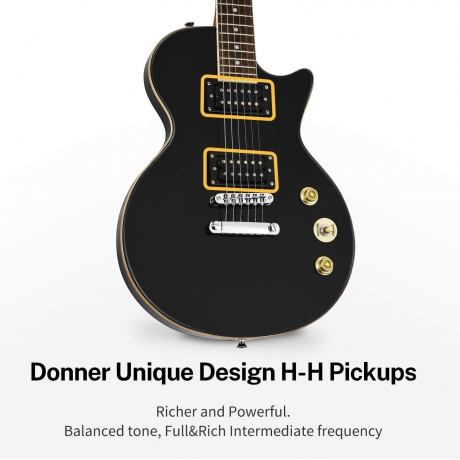 Donner Unique Design H-H Pickups
Richer and Powerful.
Balanced tone, Full&Rich Intermediate frequency